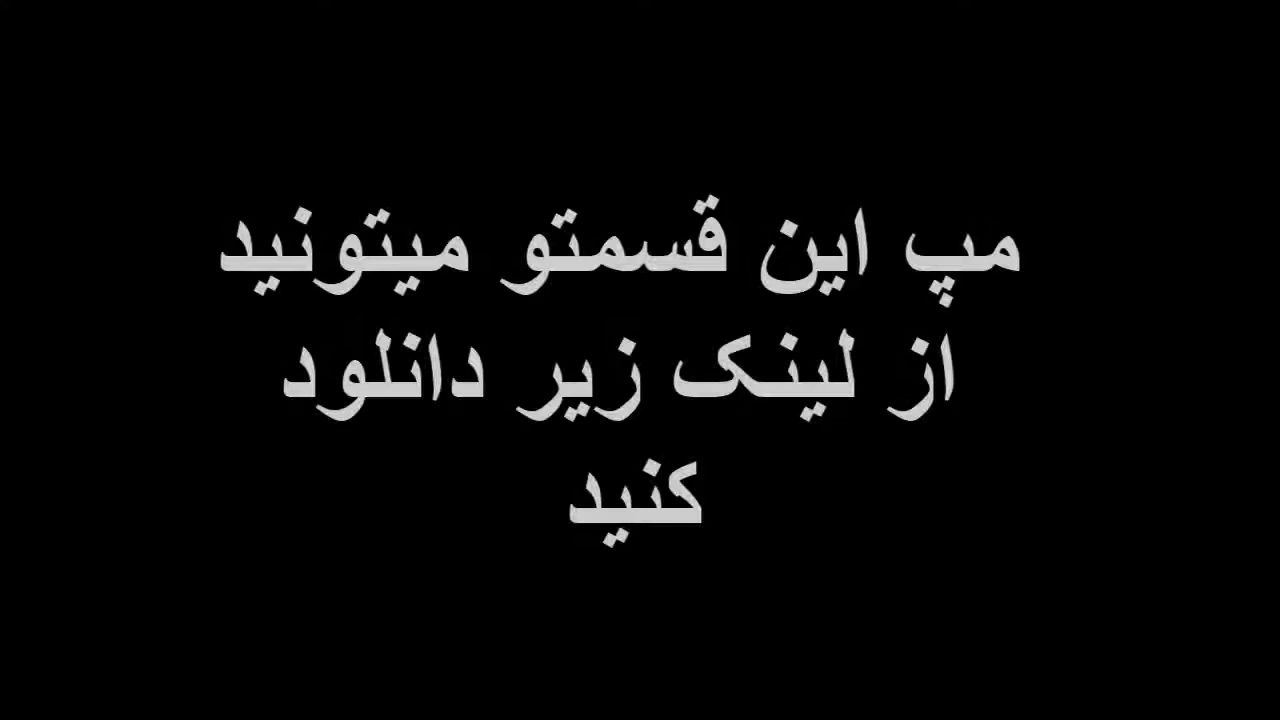 مپ این قسمتو میتونید
از لینک زیر دانلود
کنید